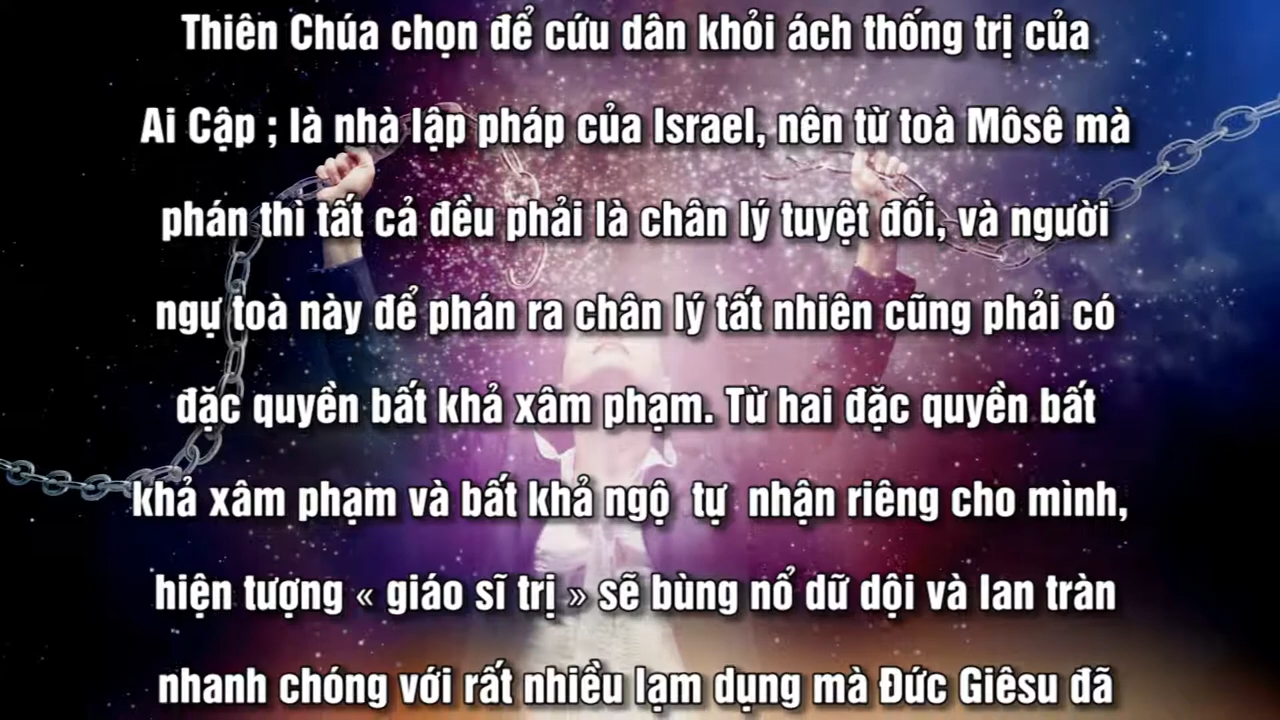 Thiên Chúa chọn để cứu dân khỏi ách thống trị của
Ai Cập ; là nhà lập pháp của Israel, nên từ toà Môsê mà
phán thì tất cả đều phải là chân lý tuyệt đối, và người
ngự toà này để phán ra chân lý tất nhiên cũng phải có
đặc quyền bất khả xâm phạm. Từ hai đặc quyền bất
khả xâm phạm và bất khả ngộ tự nhận riêng cho mình,
hiện tượng « giáo sĩ trị » sẽ bùng nổ dữ dội và lan tràn
nhanh chóng với rất nhiều lạm dụng mà Đức Giêsu đã